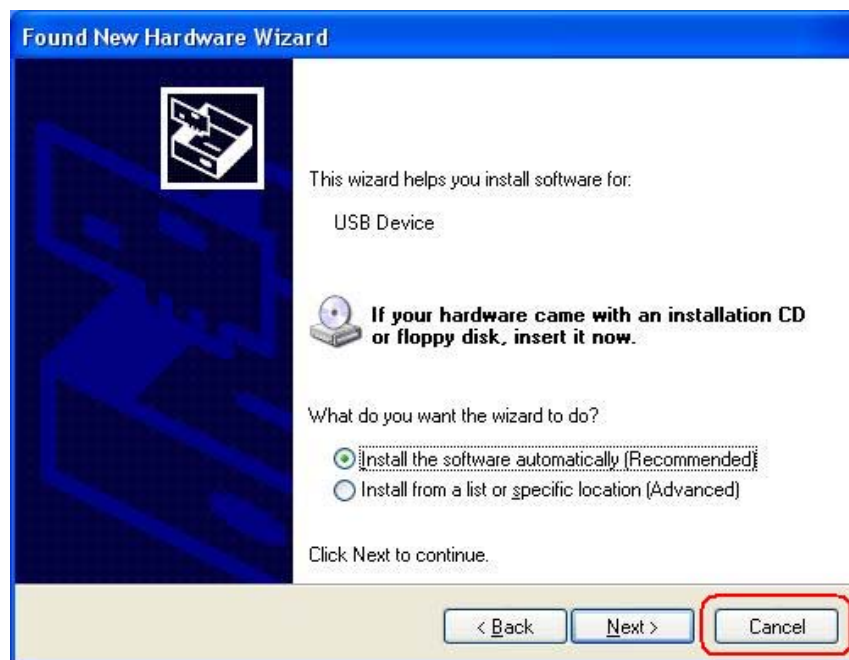 Found New Hardware Wizard
This wizard helps you install software for:
USB Device
If your hardware came with an installation CD
or floppy disk, insert it now.
What do you want the wizard to do?
Install the software automatically (Recommended)
Install from a list or specific location (Advanced)
Click Next to continue.
< Back Next > Cancel